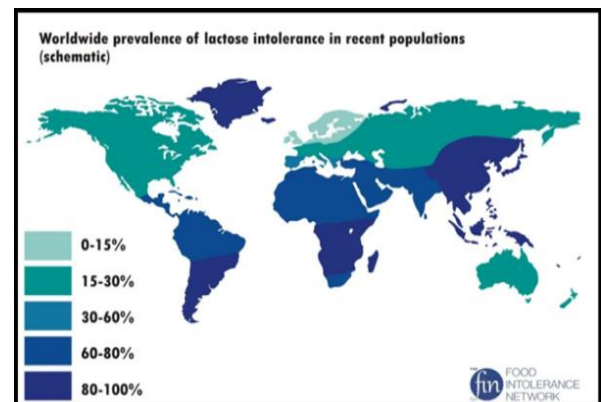 Worldwide prevalence of lactose intolerance in recent populations
(schematic)
0-15%
15-30%
30-60%
60-80%
80-100%
fin
FOOD
INTOLERANCE
NETWORK